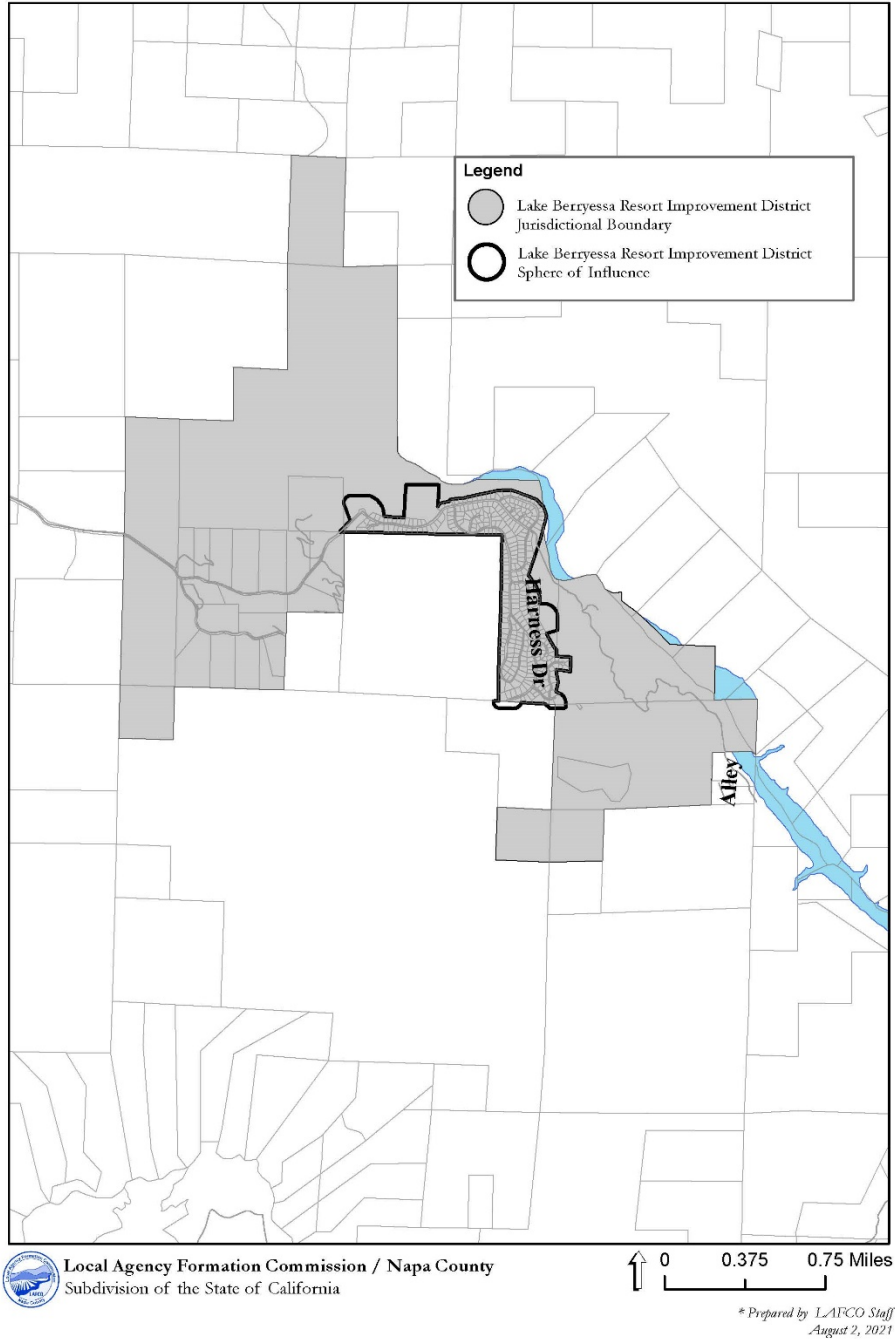 Legend
Lake Berryessa Resort Improvement District
Jurisdictional Boundary
Lake Berryessa Resort Improvement District
Sphere of Influence
Harness Dr
Alley
Local Agency Formation Commission / Napa County
Subdivision of the State of California
0 0.375 0.75 Miles
* Prepared by LAFCO Staff
August 2, 2021